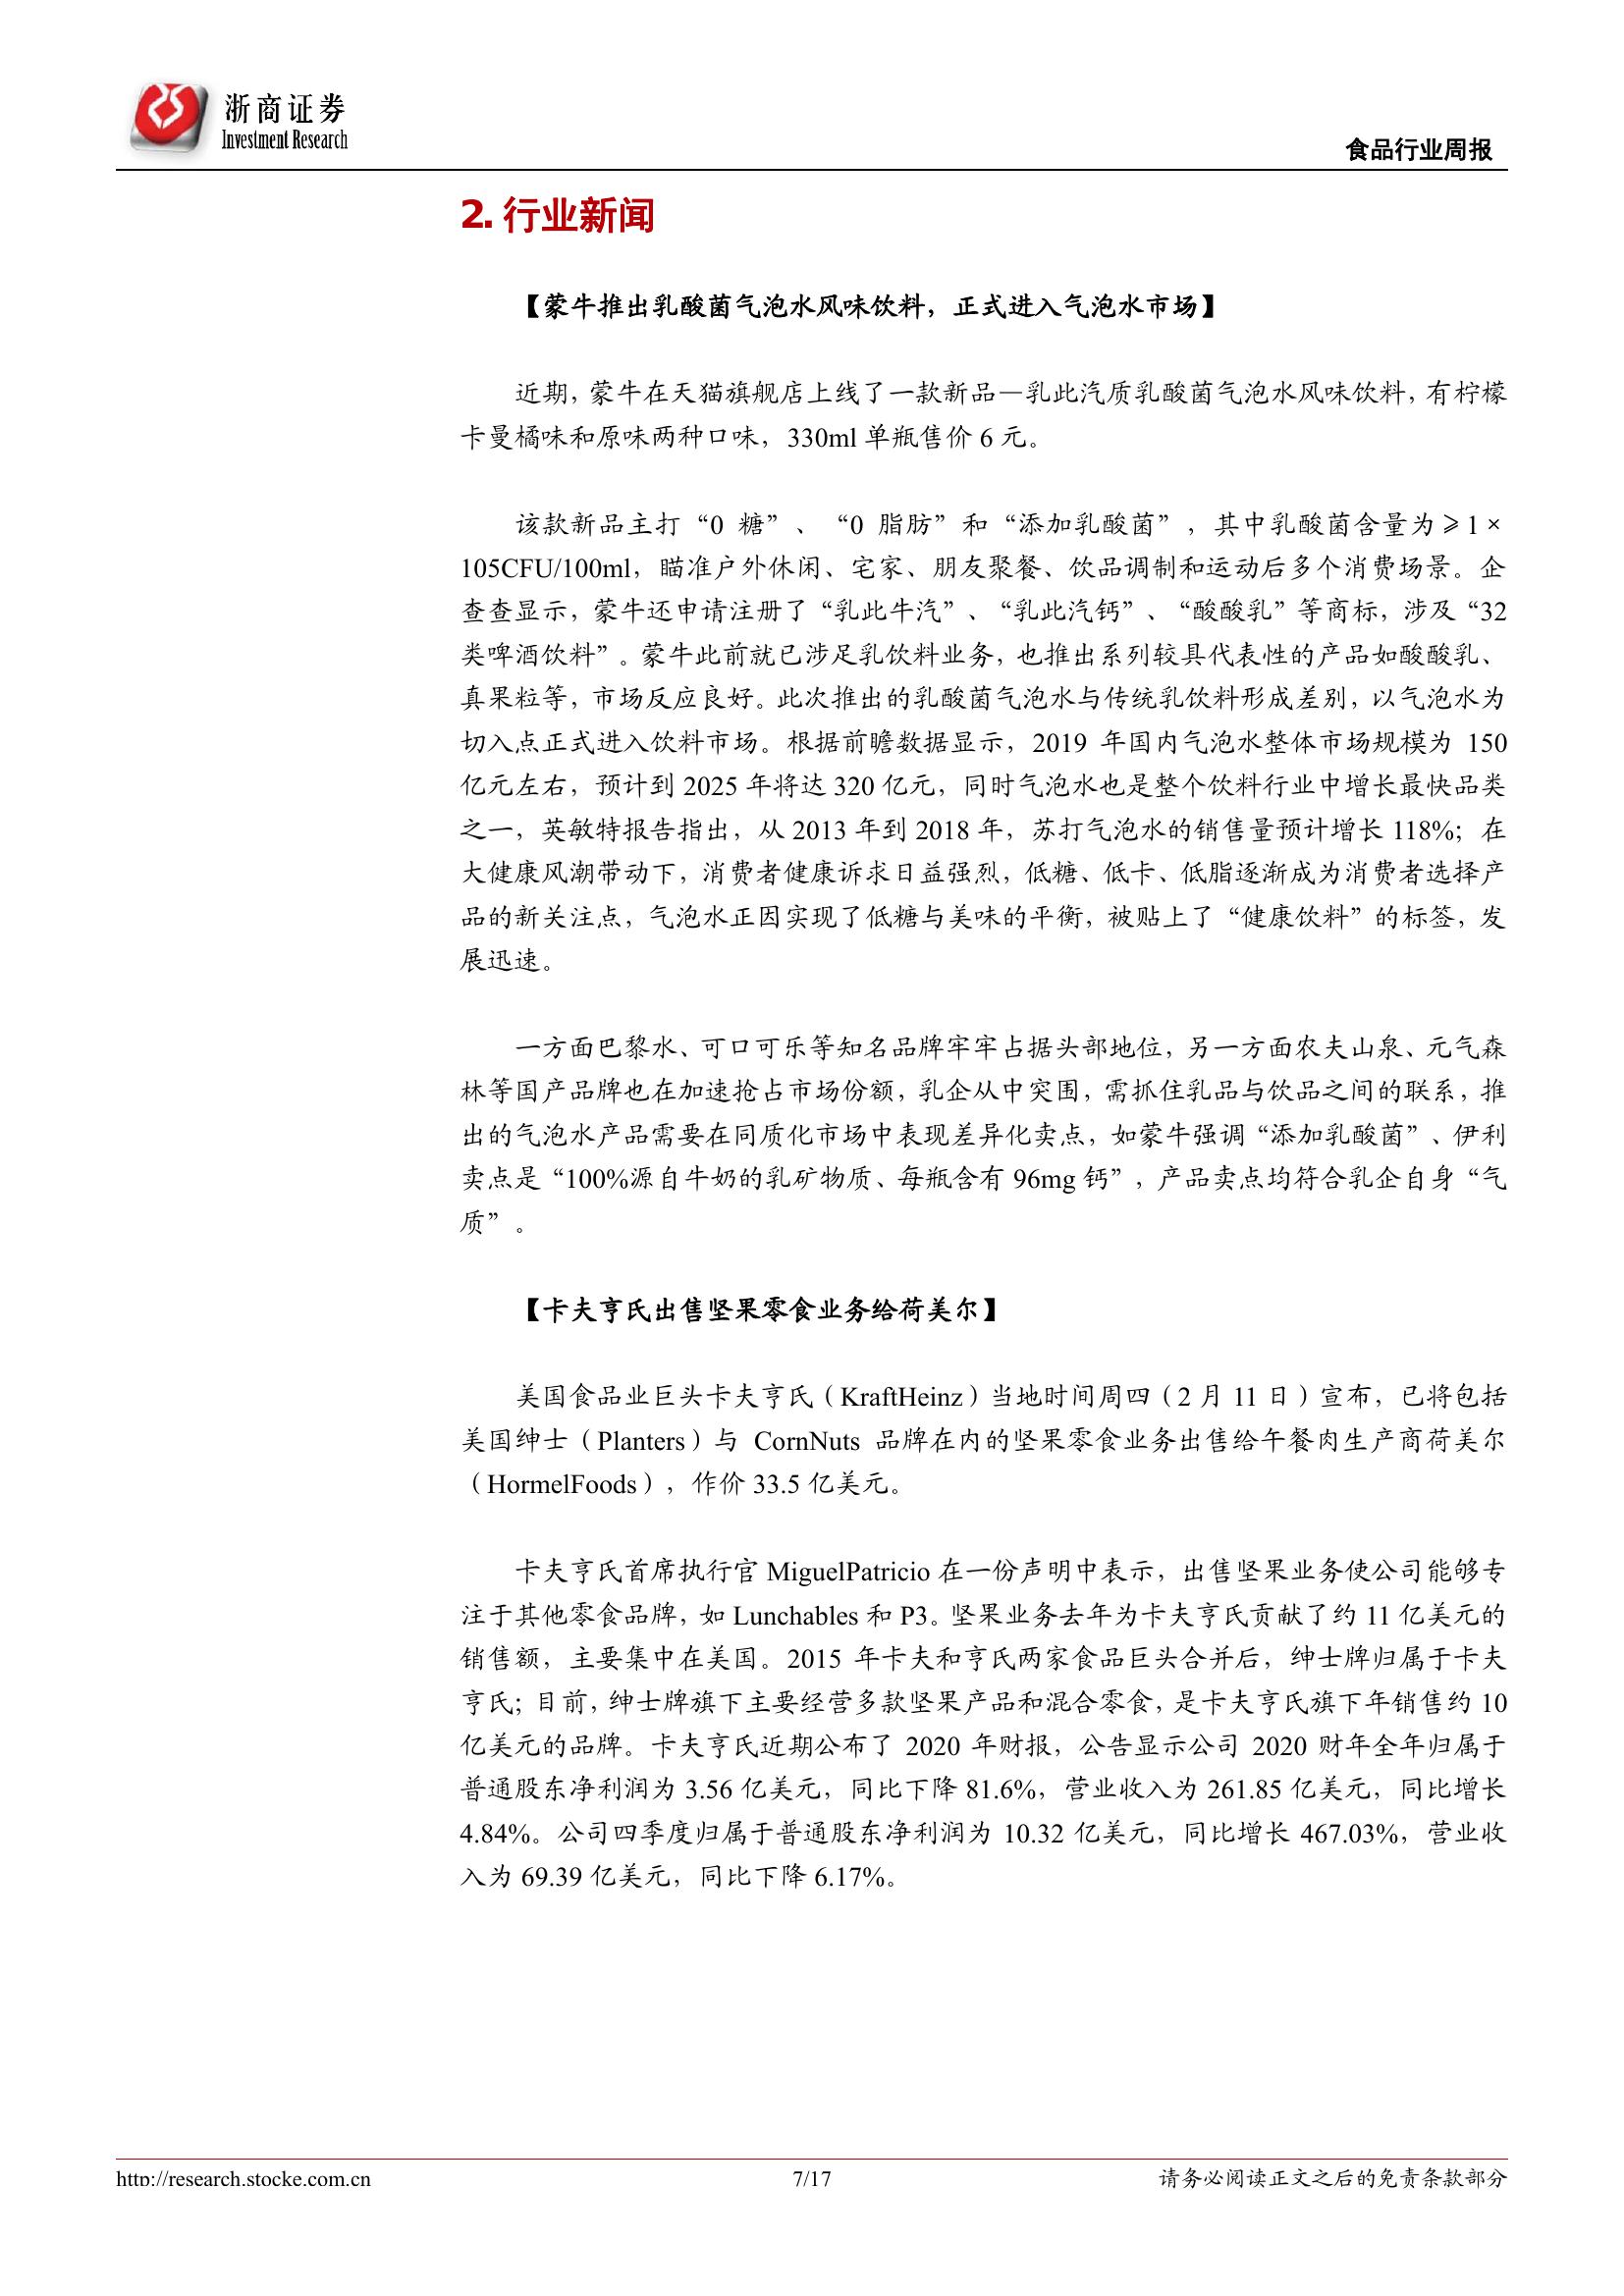 浙商证券
Investment Research
食品行业周报
2. 行业新闻
【蒙牛推出乳酸菌气泡水风味饮料，正式进入气泡水市场】
近期，蒙牛在天猫旗舰店上线了一款新品—乳此汽质乳酸菌气泡水风味饮料，有柠檬
卡曼橘味和原味两种口味，330ml 单瓶售价 6 元。
该款新品主打“0 糖”、“0 脂肪”和“添加乳酸菌”，其中乳酸菌含量为≥1×
105CFU/100ml，瞄准户外休闲、宅家、朋友聚餐、饮品调制和运动后多个消费场景。企
查查显示，蒙牛还申请注册了“乳此牛汽”、“乳此汽钙”、“酸酸乳”等商标，涉及“32
类啤酒饮料”。蒙牛此前就已涉足乳饮料业务，也推出系列较具代表性的产品如酸酸乳、
真果粒等，市场反应良好。此次推出的乳酸菌气泡水与传统乳饮料形成差别，以气泡水为
切入点正式进入饮料市场。根据前瞻数据显示，2019 年国内气泡水整体市场规模为 150
亿元左右，预计到 2025 年将达 320 亿元，同时气泡水也是整个饮料行业中增长最快品类
之一，英敏特报告指出，从 2013 年到 2018 年，苏打气泡水的销售量预计增长 118%；在
大健康风潮带动下，消费者健康诉求日益强烈，低糖、低卡、低脂逐渐成为消费者选择产
品的新关注点，气泡水正因实现了低糖与美味的平衡，被贴上了“健康饮料”的标签，发
展迅速。
一方面巴黎水、可口可乐等知名品牌牢牢占据头部地位，另一方面农夫山泉、元气森
林等国产品牌也在加速抢占市场份额，乳企从中突围，需抓住乳品与饮品之间的联系，推
出的气泡水产品需要在同质化市场中表现差异化卖点，如蒙牛强调“添加乳酸菌”、伊利
卖点是“100%源自牛奶的乳矿物质、每瓶含有 96mg 钙”，产品卖点均符合乳企自身“气
质”。
【卡夫亨氏出售坚果零食业务给荷美尔】
美国食品业巨头卡夫亨氏（KraftHeinz）当地时间周四（2 月 11 日）宣布，已将包括
美国绅士（Planters）与 CornNuts 品牌在内的坚果零食业务出售给午餐肉生产商荷美尔
（HormelFoods），作价 33.5 亿美元。
卡夫亨氏首席执行官 MiguelPatricio 在一份声明中表示，出售坚果业务使公司能够专
注于其他零食品牌，如 Lunchables 和 P3。坚果业务去年为卡夫亨氏贡献了约 11 亿美元的
销售额，主要集中在美国。2015 年卡夫和亨氏两家食品巨头合并后，绅士牌归属于卡夫
亨氏；目前，绅士牌旗下主要经营多款坚果产品和混合零食，是卡夫亨氏旗下年销售约 10
亿美元的品牌。卡夫亨氏近期公布了 2020 年财报，公告显示公司 2020 财年全年归属于
普通股东净利润为 3.56 亿美元，同比下降 81.6%，营业收入为 261.85 亿美元，同比增长
4.84%。公司四季度归属于普通股东净利润为 10.32 亿美元，同比增长 467.03%，营业收
入为 69.39 亿美元，同比下降 6.17%。
http://research.stocke.com.cn
7/17
请务必阅读正文之后的免责条款部分